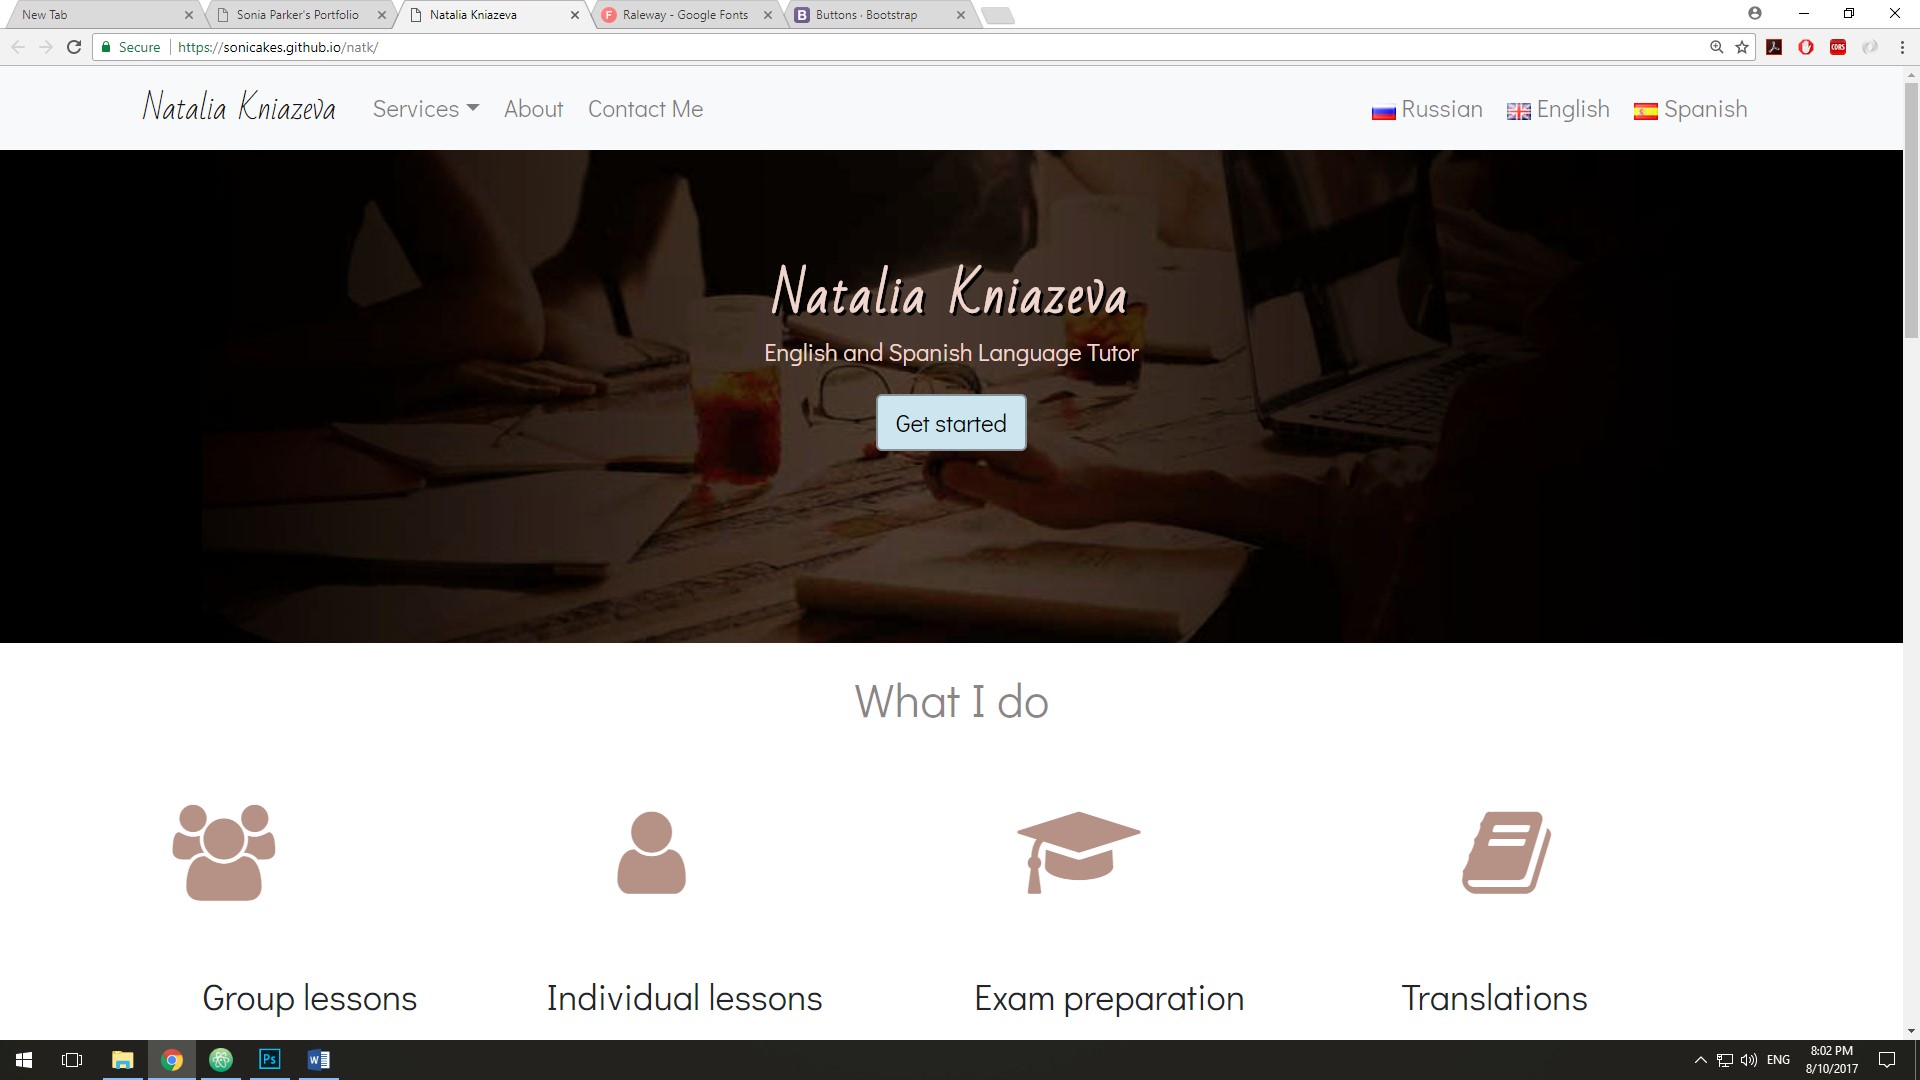 New Tab
Sonia Parker's Portfolio
Natalia Kniazeva
Raleway - Google Fonts
Buttons · Bootstrap
Secure
https://sonicakes.github.io/natk/
CORS
Natalia Kniazeva
Services
About
Contact Me
Russian
English
Spanish
Natalia Kniazeva
English and Spanish Language Tutor
Get started
What I do
Group lessons
Individual lessons
Exam preparation
Translations
Ps
ENG
8:02 PM
8/10/2017